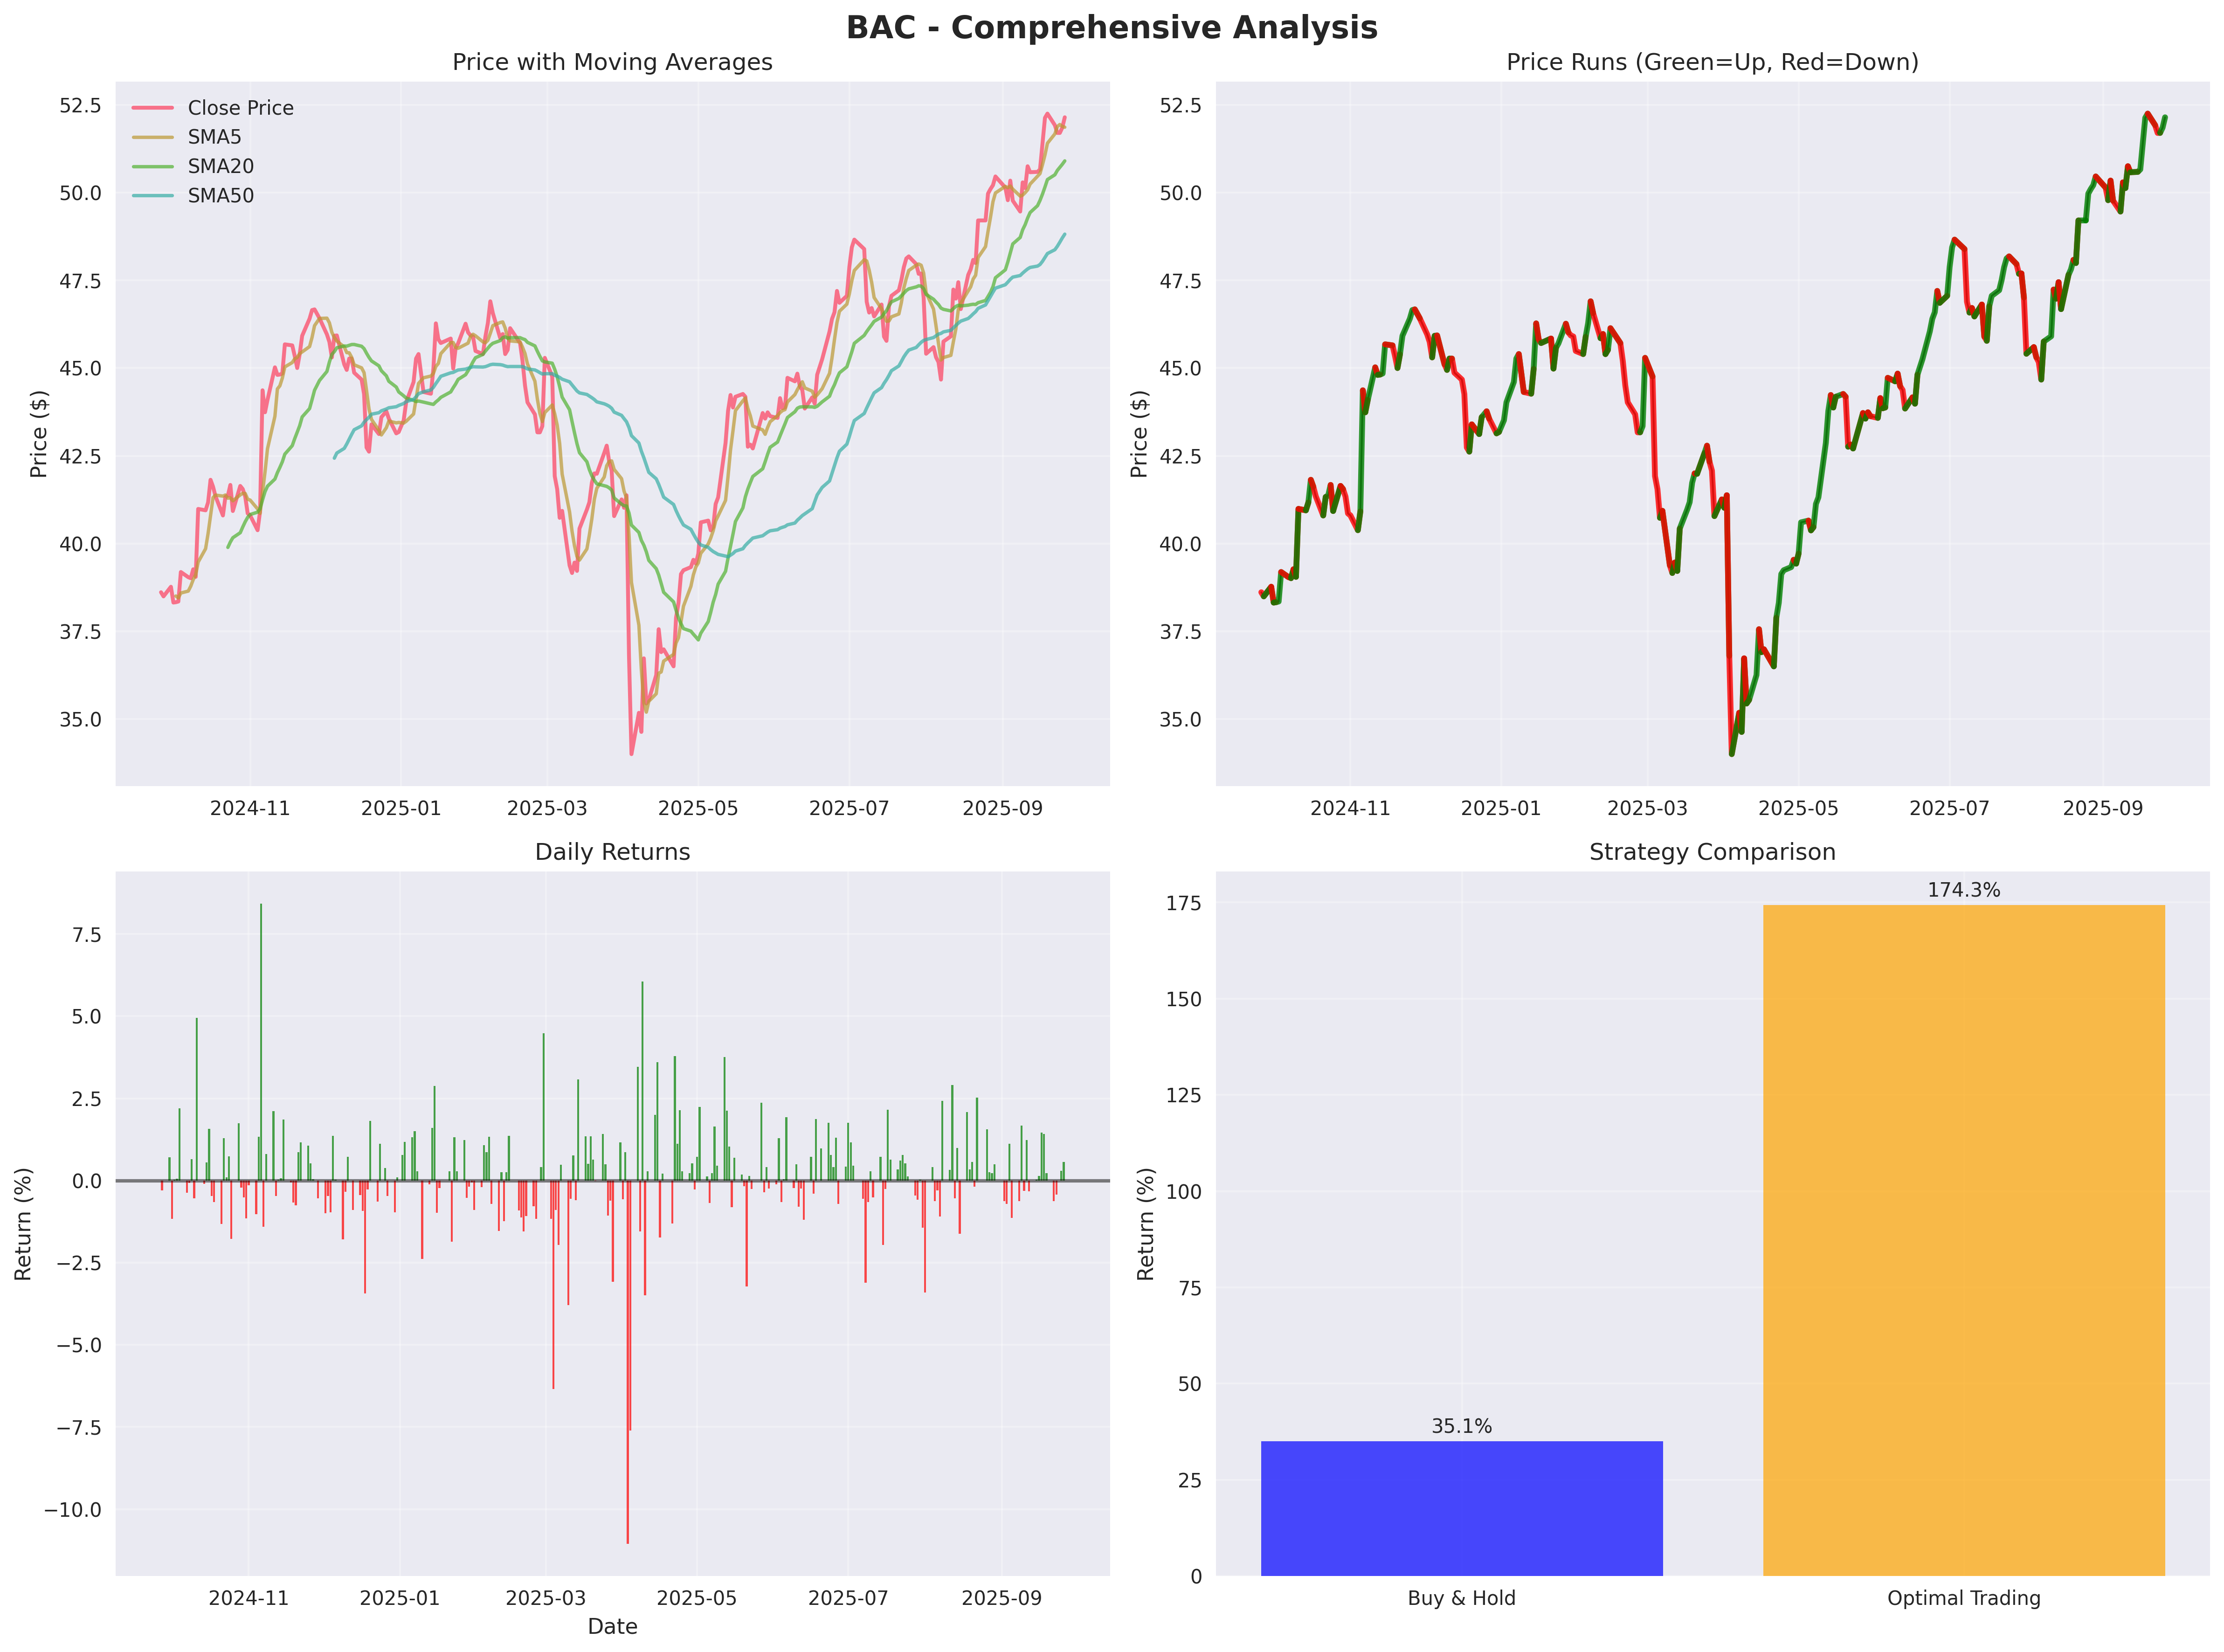 BAC - Comprehensive Analysis
Price with Moving Averages
Price ($)
52.5
50.0
47.5
45.0
42.5
40.0
37.5
35.0
Close Price
SMA5
SMA20
SMA50
2024-11 2025-01 2025-03 2025-05 2025-07 2025-09
Price Runs (Green=Up, Red=Down)
Price ($)
52.5
50.0
47.5
45.0
42.5
40.0
37.5
35.0
2024-11 2025-01 2025-03 2025-05 2025-07 2025-09
Daily Returns
Return (%)
7.5
5.0
2.5
0.0
−2.5
−5.0
−7.5
−10.0
2024-11 2025-01 2025-03 2025-05 2025-07 2025-09
Date
Strategy Comparison
Return (%)
175
150
125
100
75
50
25
0
35.1%
174.3%
Buy & Hold Optimal Trading